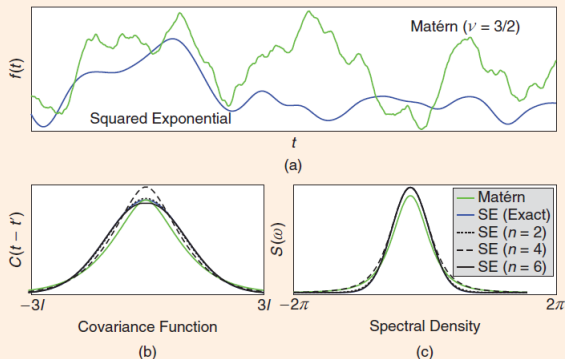 Matérn (ν = 3/2)
f(t)
Squared Exponential
t
(a)
C(t – t′)
–3l
3l
Covariance Function
(b)
S(ω)
Matérn
SE (Exact)
SE (n = 2)
SE (n = 4)
SE (n = 6)
–2π
2π
Spectral Density
(c)